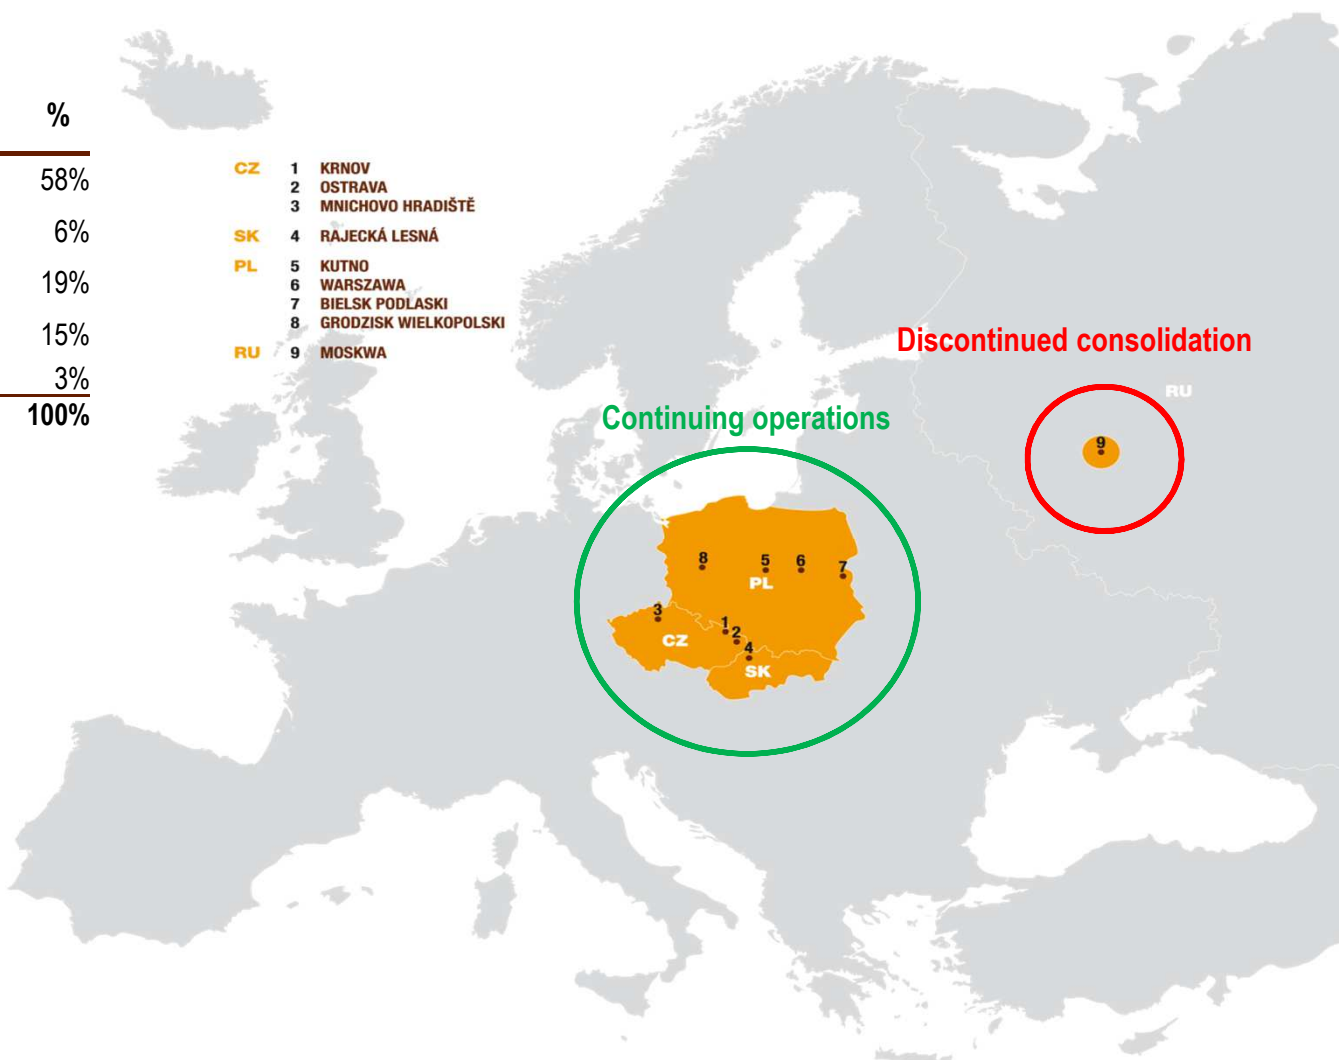 %
58%
6%
19%
15%
3%
100%
CZ 1 KRNOV
2 OSTRAVA
3 MNICHOVO HRADIŠTĚ
SK 4 RAJECKÁ LESNÁ
PL 5 KUTNO
6 WARSZAWA
7 BIELSK PODLASKI
8 GRODZISK WIELKOPOLSKI
RU 9 MOSKWA
Discontinued consolidation
RU
9
Continuing operations
8 5 6 7
PL
3 1 2
CZ 4
SK